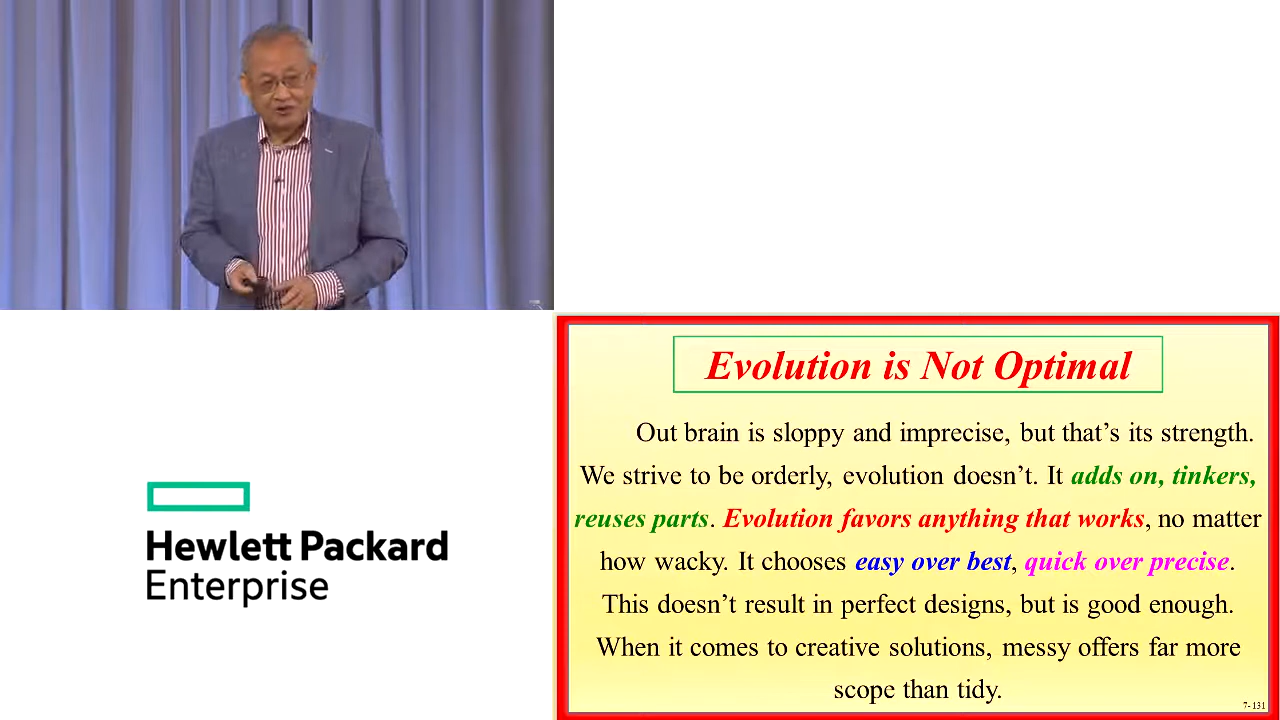 Evolution is Not Optimal
Out brain is sloppy and imprecise, but that’s its strength.
We strive to be orderly, evolution doesn’t. It adds on, tinkers,
reuses parts. Evolution favors anything that works, no matter
how wacky. It chooses easy over best, quick over precise.
This doesn’t result in perfect designs, but is good enough.
When it comes to creative solutions, messy offers far more
scope than tidy.
7-131
Hewlett Packard
Enterprise